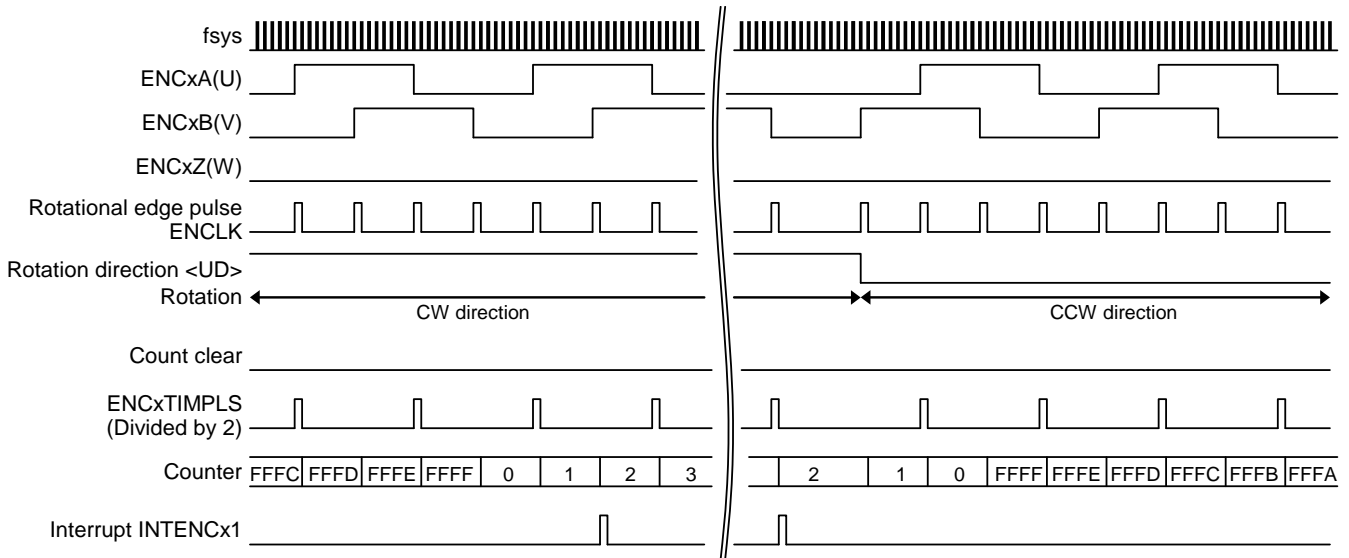 fsys
ENCxA(U)
ENCxB(V)
ENCxZ(W)
Rotational edge pulse
ENCLK
Rotation direction <UD>
Rotation
CW direction
CCW direction
Count clear
ENCxTIMPLS
(Divided by 2)
Counter FFFC FFFD FFFE FFFF 0 1 2 3 2 1 0 FFFF FFFE FFFD FFFC FFFB FFFA
Interrupt INTENCx1